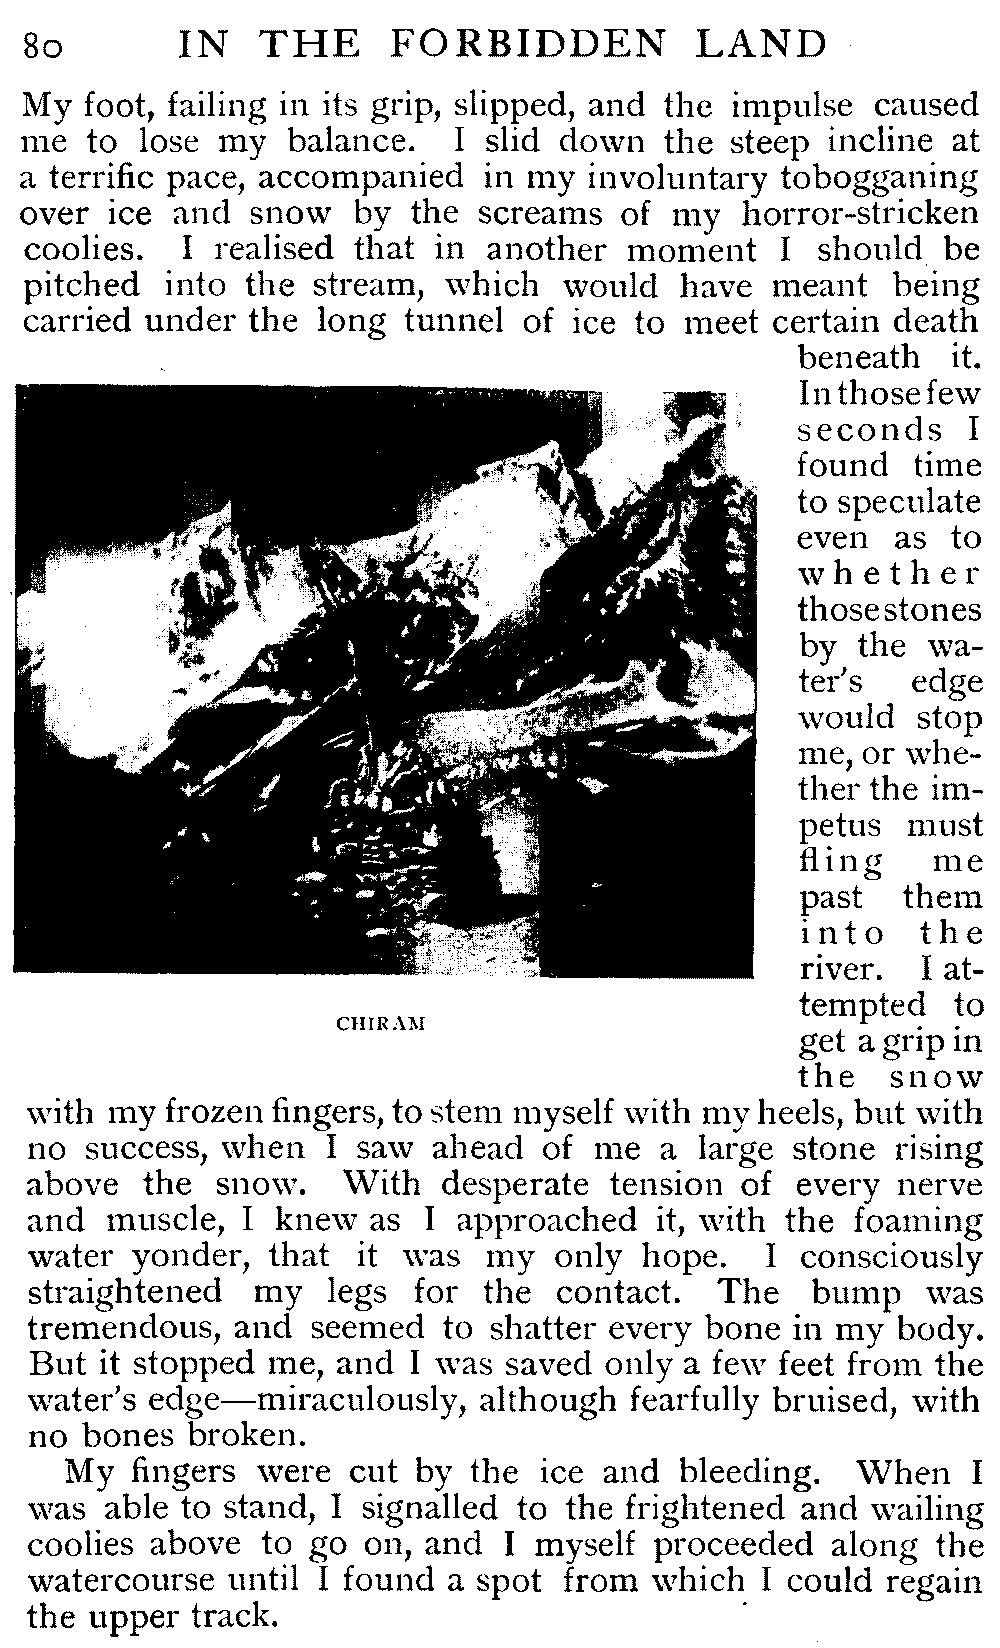 80 IN THE FORBIDDEN LAND
My foot, failing in its grip, slipped, and the impulse caused
me to lose my balance. I slid down the steep incline at
a terrific pace, accompanied in my involuntary tobogganing
over ice and snow by the screams of my horror-stricken
coolies. I realised that in another moment I should be
pitched into the stream, which would have meant being
carried under the long tunnel of ice to meet certain death
beneath it.
In those few
seconds I
found time
to speculate
even as to
whether
those stones
by the wa-
ter's edge
would stop
me, or whe-
ther the im-
petus must
fling me
past them
into the
river. I at-
tempted to
get a grip in
the snow
CHIRAM
with my frozen fingers, to stem myself with my heels, but with
no success, when I saw ahead of me a large stone rising
above the snow. With desperate tension of every nerve
and muscle, I knew as I approached it, with the foaming
water yonder, that it was my only hope. I consciously
straightened my legs for the contact. The bump was
tremendous, and seemed to shatter every bone in my body.
But it stopped me, and I was saved only a few feet from the
water's edge—miraculously, although fearfully bruised, with
no bones broken.
My fingers were cut by the ice and bleeding. When I
was able to stand, I signalled to the frightened and wailing
coolies above to go on, and I myself proceeded along the
watercourse until I found a spot from which I could regain
the upper track.